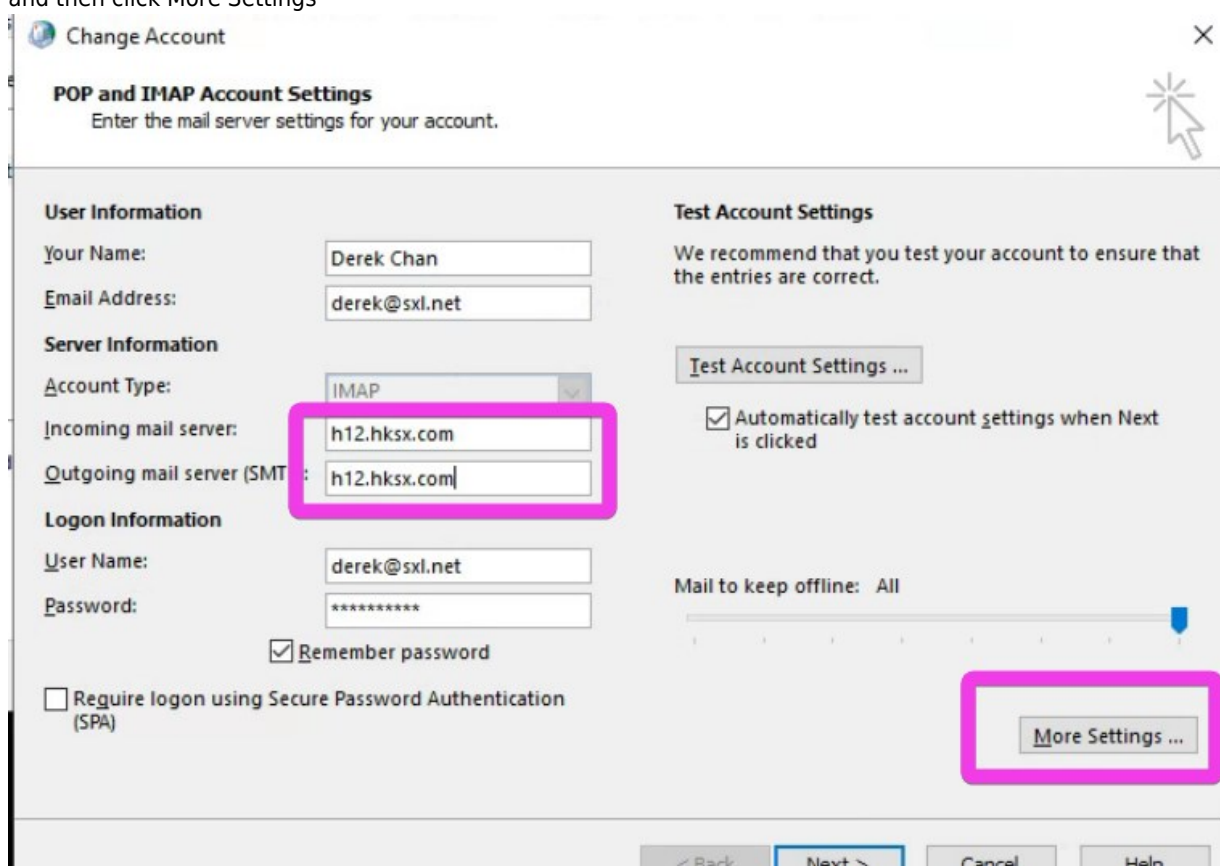 and then click More Settings
Change Account
POP and IMAP Account Settings
Enter the mail server settings for your account.
User Information
Your Name:
Derek Chan
Email Address:
derek@sxl.net
Server Information
Account Type:
IMAP
Incoming mail server:
h12.hksx.com
Outgoing mail server (SMT :
h12.hksx.com
Logon Information
User Name:
derek@sxl.net
Password:
**********
Remember password
Require logon using Secure Password Authentication
(SPA)
Test Account Settings
We recommend that you test your account to ensure that
the entries are correct.
Test Account Settings ...
Automatically test account settings when Next
is clicked
Mail to keep offline: All
More Settings ...
< Back
Next >
Cancel
Help